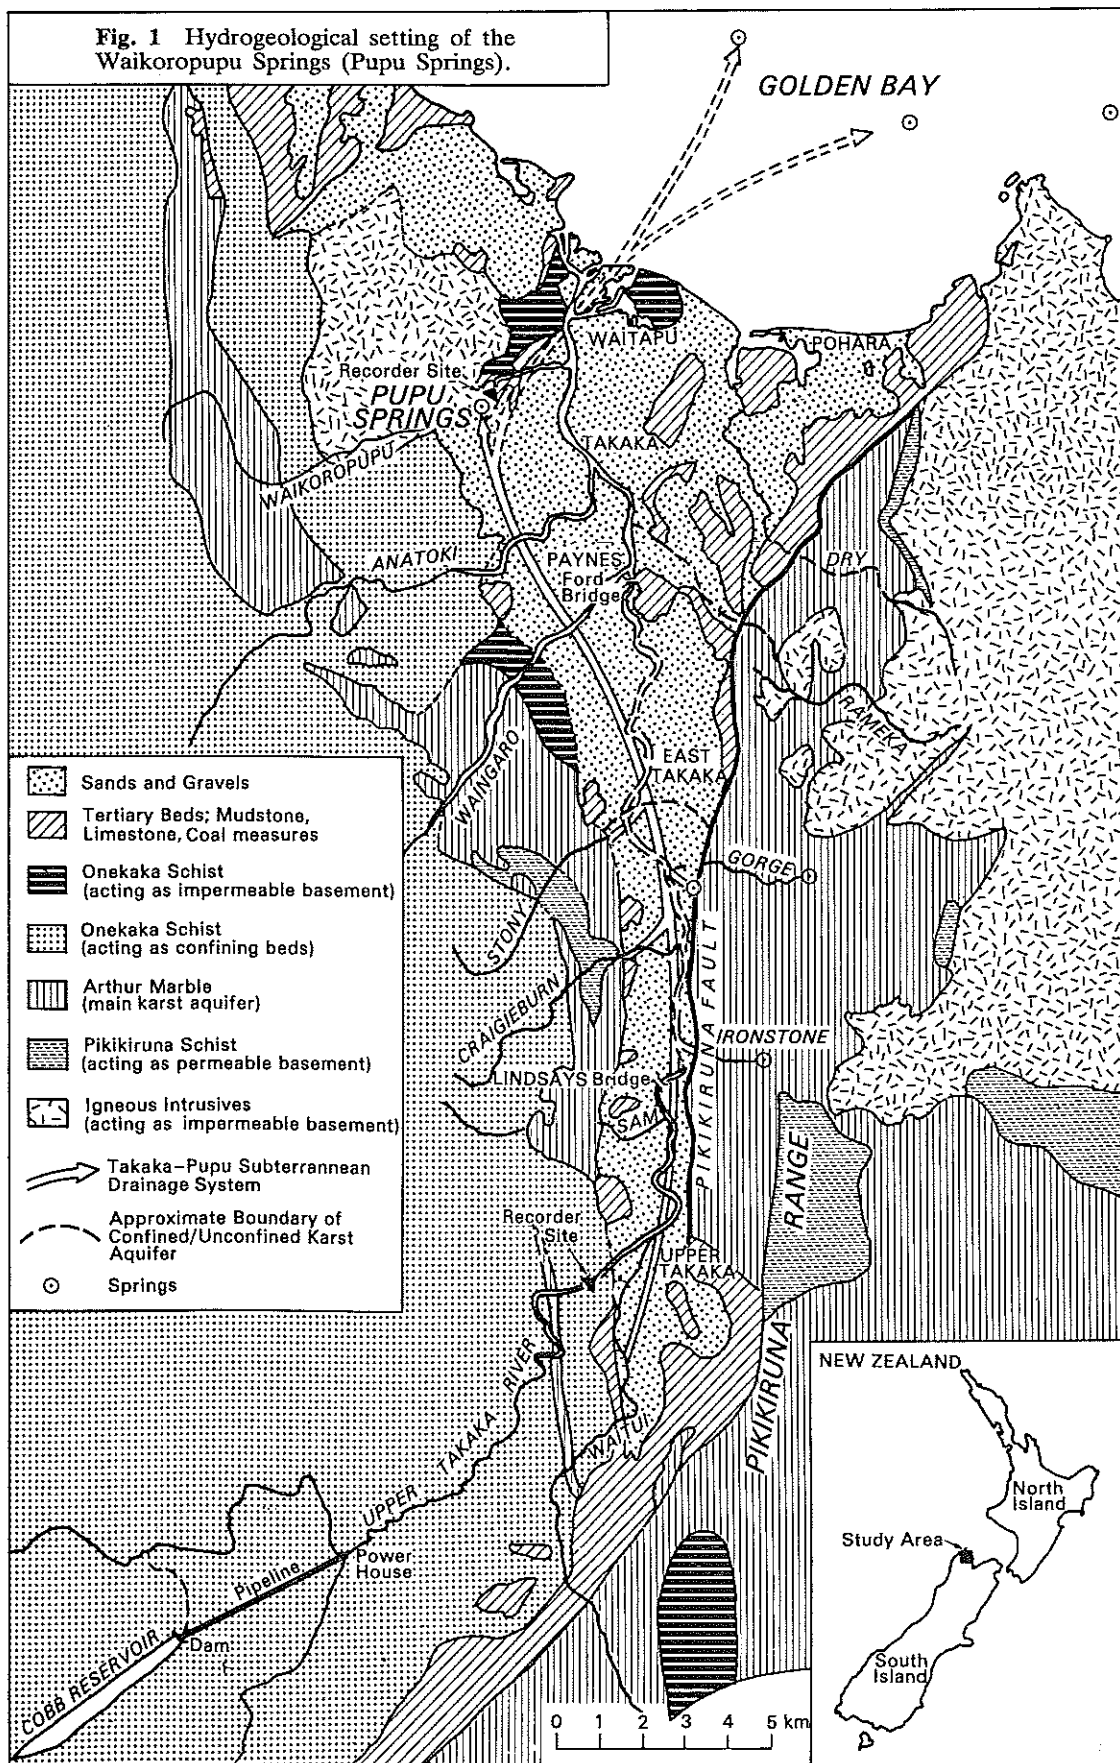 Fig. 1 Hydrogeological setting of the
Waikoropupu Springs (Pupu Springs).
GOLDEN BAY
WAITAPU
POHARA
Recorder Site
PUPU
SPRINGS
TAKAKA
WAIKOROPUPU
ANATOKI
PAYNES
Ford
Bridge
DRY
RAMEKA
WAINGARO
EAST
TAKAKA
GORGE
STONY
CRAIGIEBURN
PIKIKIRUNA FAULT
IRONSTONE
LINDSAYS Bridge
SAM
PIKIKIRUNA RANGE
Recorder
Site
UPPER
TAKAKA
UPPER TAKAKA RIVER
WAITUI
Pipeline
Power
House
Dam
COBB RESERVOIR
Sands and Gravels
Tertiary Beds; Mudstone,
Limestone, Coal measures
Onekaka Schist
(acting as impermeable basement)
Onekaka Schist
(acting as confining beds)
Arthur Marble
(main karst aquifer)
Pikikiruna Schist
(acting as permeable basement)
Igneous Intrusives
(acting as impermeable basement)
Takaka-Pupu Subterrannean
Drainage System
Approximate Boundary of
Confined/Unconfined Karst
Aquifer
Springs
0 1 2 3 4 5 km
NEW ZEALAND
North
Island
Study Area
South
Island